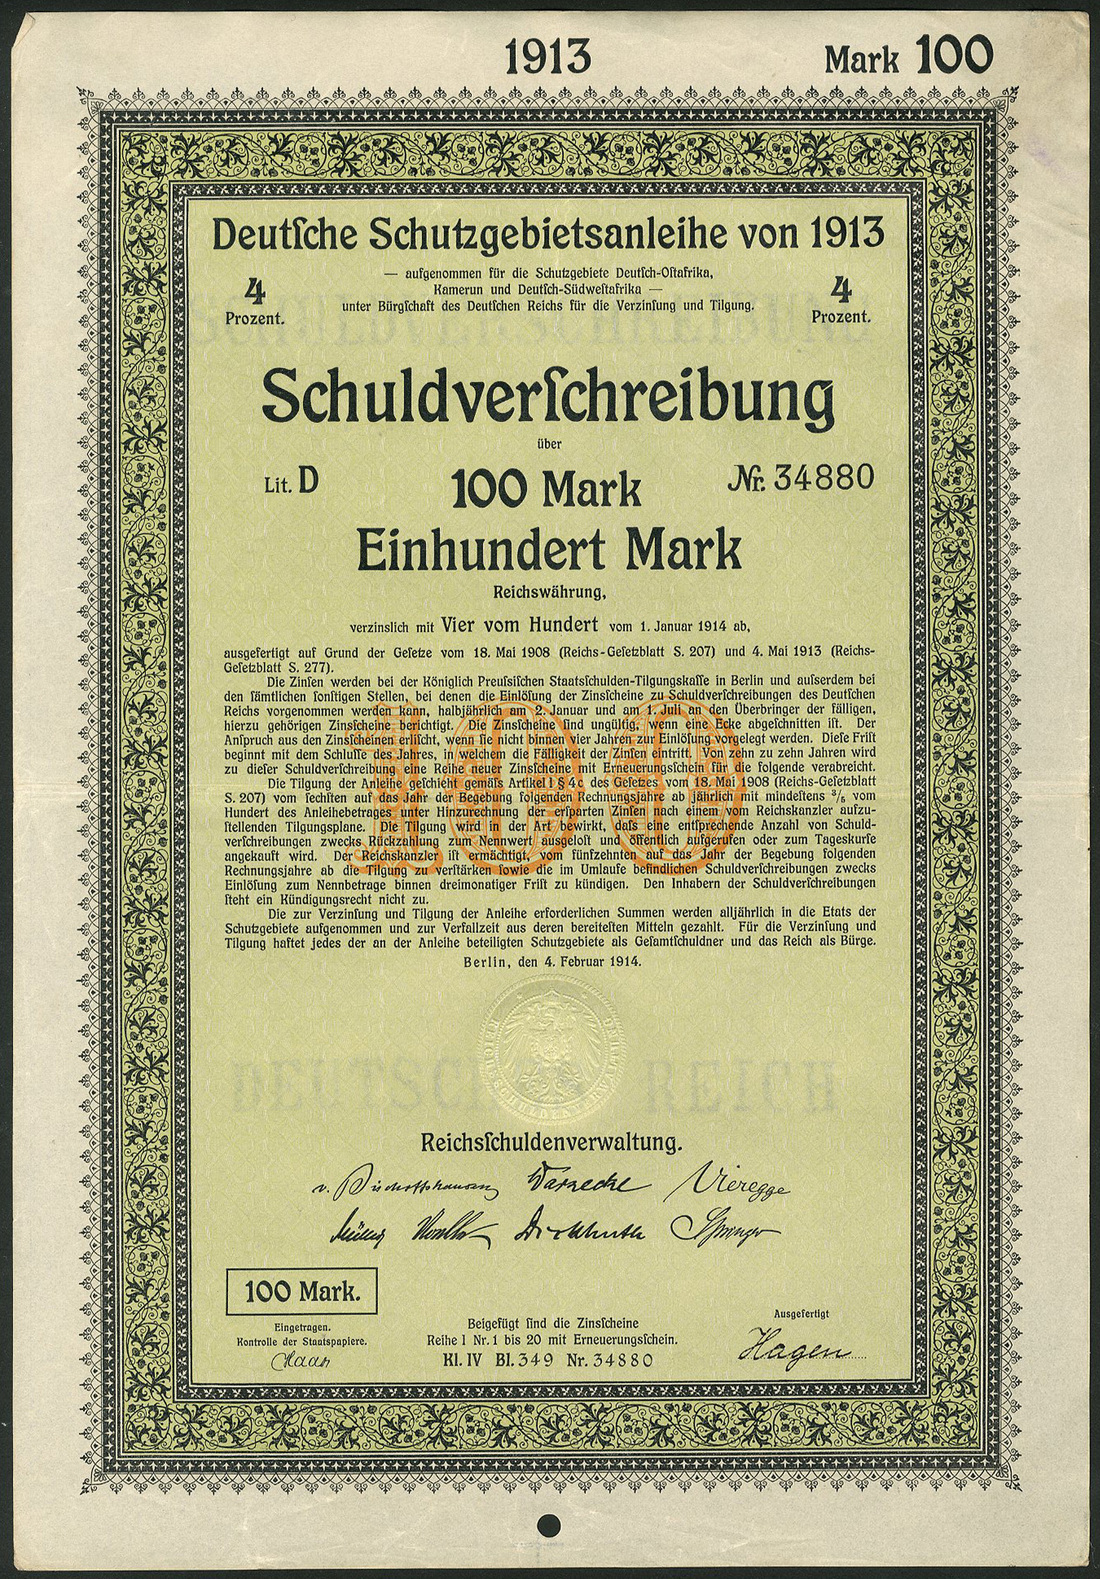 1913
Mark 100
Deutſche Schutzgebietsanleihe von 1913
— aufgenommen für die Schutzgebiete Deutſch-Oſtafrika,
Kamerun und Deutſch-Südweſtafrika —
unter Bürgſchaft des Deutſchen Reichs für die Verzinſung und Tilgung.
4
Prozent.
4
Prozent.
Schuldverſchreibung
über
Lit. D
100 Mark
Nr. 34880
Einhundert Mark
Reichswährung,
verzinslich mit Vier vom Hundert vom 1. Januar 1914 ab,
ausgefertigt auf Grund der Geſetze vom 18. Mai 1908 (Reichs-Geſetzblatt S. 207) und 4. Mai 1913 (Reichs-
Geſetzblatt S. 277).
Die Zinſen werden bei der Königlich Preuſsiſchen Staatsſchulden-Tilgungskaſſe in Berlin und auſserdem bei
den ſämtlichen ſonſtigen Stellen, bei denen die Einlöſung der Zinsſcheine zu Schuldverſchreibungen des Deutſchen
Reichs vorgenommen werden kann, halbjährlich am 2. Januar und am 1. Juli an den Überbringer der fälligen,
hierzu gehörigen Zinsſcheine berichtigt. Die Zinsſcheine ſind ungültig, wenn eine Ecke abgeſchnitten iſt. Der
Anſpruch aus den Zinsſcheinen erliſcht, wenn ſie nicht binnen vier Jahren zur Einlöſung vorgelegt werden. Dieſe Friſt
beginnt mit dem Schluſſe des Jahres, in welchem die Fälligkeit der Zinſen eintritt. Von zehn zu zehn Jahren wird
zu dieſer Schuldverſchreibung eine Reihe neuer Zinsſcheine mit Erneuerungsſchein für die folgende verabreicht.
Die Tilgung der Anleihe geſchieht gemäſs Artikel I § 4c des Geſetzes vom 18. Mai 1908 (Reichs-Geſetzblatt
S. 207) vom ſechſten auf das Jahr der Begebung folgenden Rechnungsjahre ab jährlich mit mindeſtens 3/5 vom
Hundert des Anleihebetrages unter Hinzurechnung der erſparten Zinſen nach einem vom Reichskanzler aufzu-
ſtellenden Tilgungsplane. Die Tilgung wird in der Art bewirkt, daſs eine entſprechende Anzahl von Schuld-
verſchreibungen zwecks Rückzahlung zum Nennwert ausgeloſt und öffentlich aufgerufen oder zum Tageskurſe
angekauft wird. Der Reichskanzler iſt ermächtigt, vom fünfzehnten auf das Jahr der Begebung folgenden
Rechnungsjahre ab die Tilgung zu verſtärken ſowie die im Umlaufe befindlichen Schuldverſchreibungen zwecks
Einlöſung zum Nennbetrage binnen dreimonatiger Friſt zu kündigen. Den Inhabern der Schuldverſchreibungen
ſteht ein Kündigungsrecht nicht zu.
Die zur Verzinſung und Tilgung der Anleihe erforderlichen Summen werden alljährlich in die Etats der
Schutzgebiete aufgenommen und zur Verfallzeit aus deren bereiteſten Mitteln gezahlt. Für die Verzinſung und
Tilgung haftet jedes der an der Anleihe beteiligten Schutzgebiete als Geſamtſchuldner und das Reich als Bürge.
100
Berlin, den 4. Februar 1914.
DEUTSCHES REICH
Reichsſchuldenverwaltung.
v. Bischoffshausen Warnecke Vieregge
Müller Dickhuth Springer
100 Mark.
Eingetragen.
Kontrolle der Staatspapiere.
Beigefügt ſind die Zinsſcheine
Reihe I Nr. 1 bis 20 mit Erneuerungsſchein.
Kl. IV Bl. 349 Nr. 34880
Ausgefertigt
Hagen